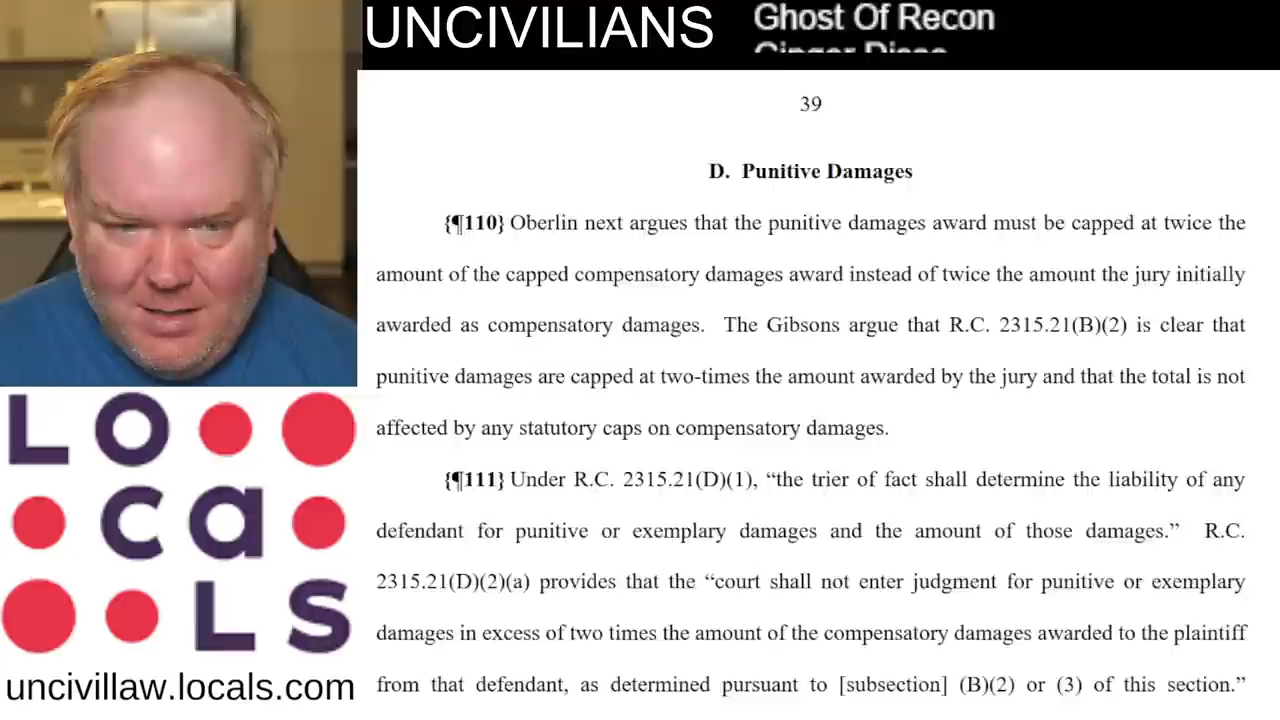 UNCIVILIANS
Ghost Of Recon
Ginger Disco
LOCALS
uncivillaw.locals.com
39
D. Punitive Damages
{¶110} Oberlin next argues that the punitive damages award must be capped at twice the
amount of the capped compensatory damages award instead of twice the amount the jury initially
awarded as compensatory damages. The Gibsons argue that R.C. 2315.21(B)(2) is clear that
punitive damages are capped at two-times the amount awarded by the jury and that the total is not
affected by any statutory caps on compensatory damages.
{¶111} Under R.C. 2315.21(D)(1), “the trier of fact shall determine the liability of any
defendant for punitive or exemplary damages and the amount of those damages.” R.C.
2315.21(D)(2)(a) provides that the “court shall not enter judgment for punitive or exemplary
damages in excess of two times the amount of the compensatory damages awarded to the plaintiff
from that defendant, as determined pursuant to [subsection] (B)(2) or (3) of this section.”